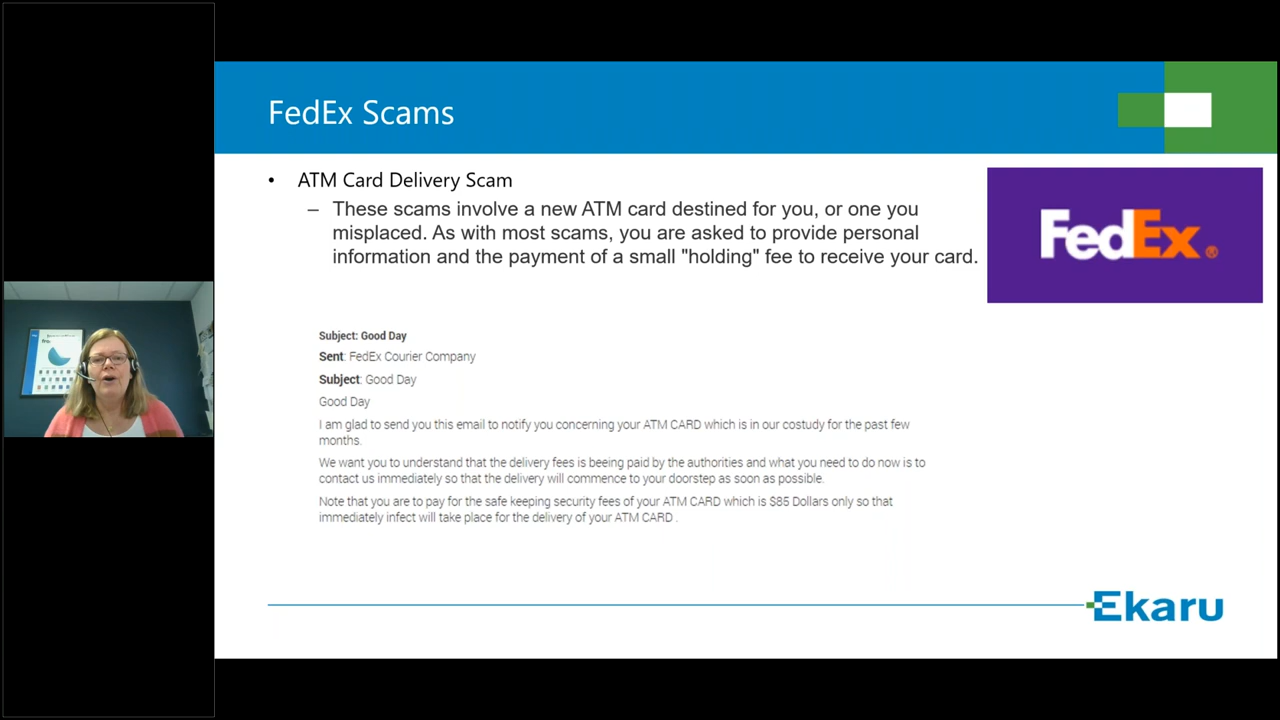 FedEx Scams
• ATM Card Delivery Scam
– These scams involve a new ATM card destined for you, or one you
misplaced. As with most scams, you are asked to provide personal
information and the payment of a small "holding" fee to receive your card.
FedEx®
Subject: Good Day
Sent: FedEx Courier Company
Subject: Good Day
Good Day
I am glad to send you this email to notify you concerning your ATM CARD which is in our costudy for the past few
months.
We want you to understand that the delivery fees is beeing paid by the authorities and what you need to do now is to
contact us immediately so that the delivery will commence to your doorstep as soon as possible.
Note that you are to pay for the safe keeping security fees of your ATM CARD which is $85 Dollars only so that
immediately infect will take place for the delivery of your ATM CARD .
Ekaru